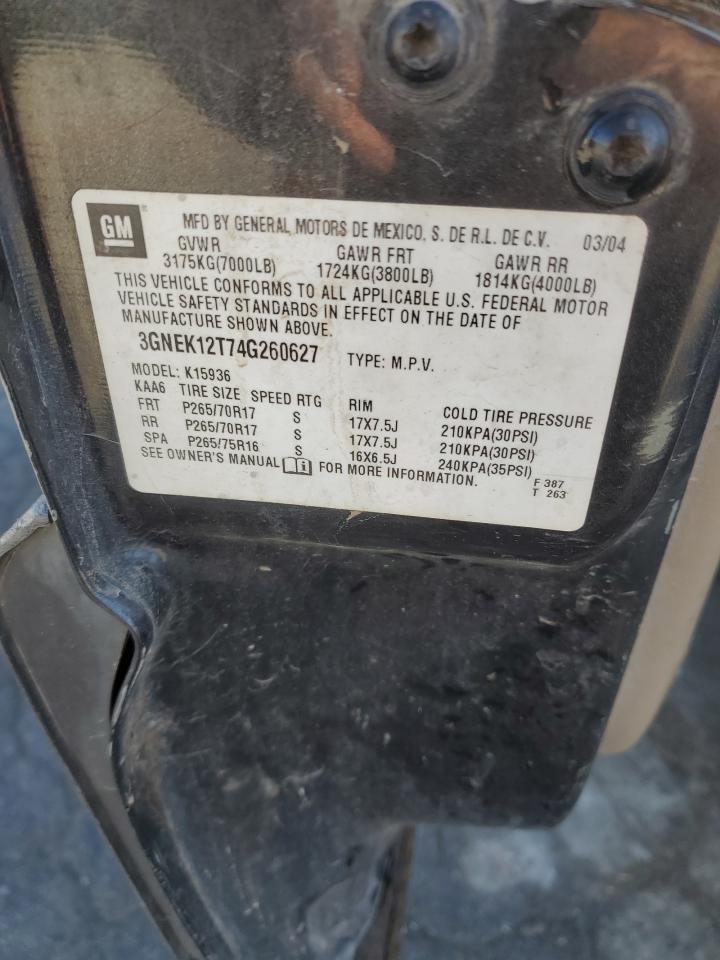 GM MFD BY GENERAL MOTORS DE MEXICO, S. DE R.L. DE C.V. 03/04
GVWR GAWR FRT GAWR RR
3175KG(7000LB) 1724KG(3800LB) 1814KG(4000LB)
THIS VEHICLE CONFORMS TO ALL APPLICABLE U.S. FEDERAL MOTOR
VEHICLE SAFETY STANDARDS IN EFFECT ON THE DATE OF
MANUFACTURE SHOWN ABOVE.
3GNEK12T74G260627 TYPE: M.P.V.
MODEL: K15936
KAA6 TIRE SIZE SPEED RTG RIM COLD TIRE PRESSURE
FRT P265/70R17 S 17X7.5J 210KPA(30PSI)
RR P265/70R17 S 17X7.5J 210KPA(30PSI)
SPA P265/75R16 S 16X6.5J 240KPA(35PSI)
SEE OWNER'S MANUAL i FOR MORE INFORMATION.
F 387
T 263